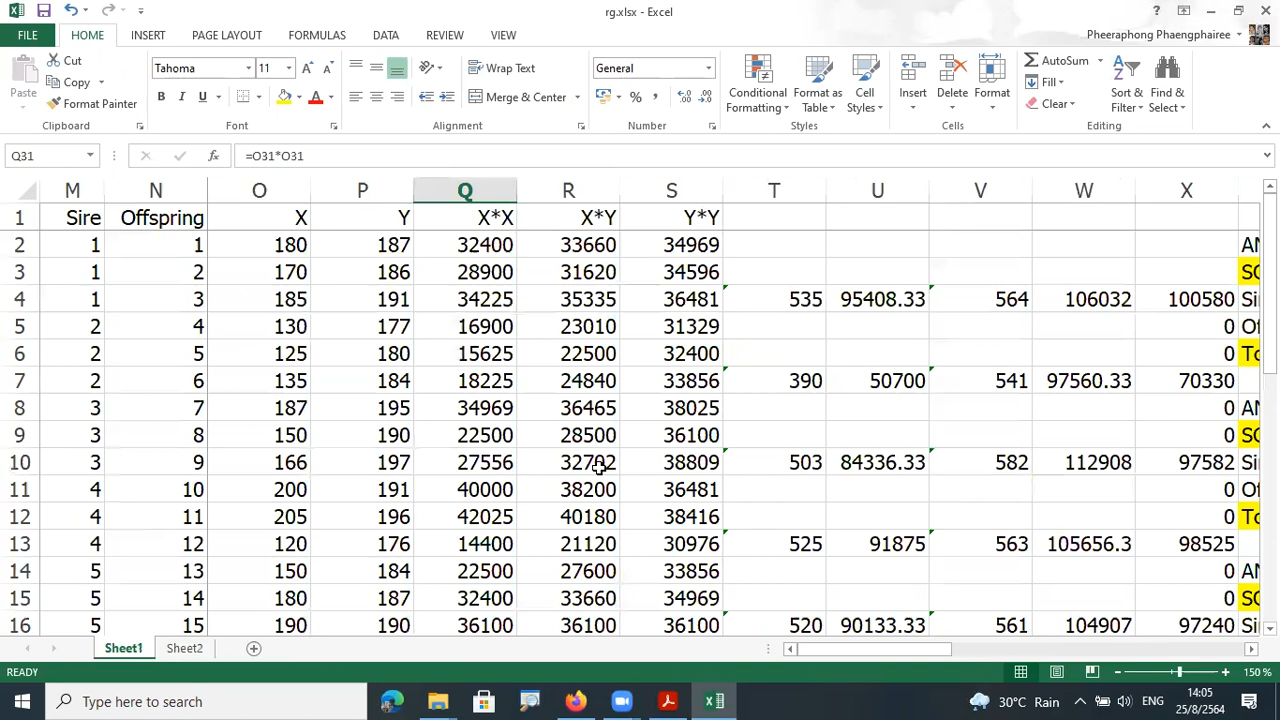 rg.xlsx - Excel
FILE HOME INSERT PAGE LAYOUT FORMULAS DATA REVIEW VIEW Pheeraphong Phaengphairee
Cut Copy Format Painter Paste Clipboard
Tahoma 11 B I U A Font
Wrap Text Merge & Center Alignment
General % Number
Conditional Formatting Format as Table Cell Styles Styles
Insert Delete Format Cells
AutoSum Fill Clear Sort & Filter Find & Select Editing
Q31 fx =O31*O31
M N O P Q R S T U V W X
1 Sire Offspring X Y X*X X*Y Y*Y
2 1 1 180 187 32400 33660 34969 AN
3 1 2 170 186 28900 31620 34596
4 1 3 185 191 34225 35335 36481 535 95408.33 564 106032 100580
5 2 4 130 177 16900 23010 31329 0
6 2 5 125 180 15625 22500 32400 0
7 2 6 135 184 18225 24840 33856 390 50700 541 97560.33 70330
8 3 7 187 195 34969 36465 38025 0 AN
9 3 8 150 190 22500 28500 36100 0
10 3 9 166 197 27556 32702 38809 503 84336.33 582 112908 97582
11 4 10 200 191 40000 38200 36481 0
12 4 11 205 196 42025 40180 38416 0
13 4 12 120 176 14400 21120 30976 525 91875 563 105656.3 98525
14 5 13 150 184 22500 27600 33856 0 AN
15 5 14 180 187 32400 33660 34969 0
16 5 15 190 190 36100 36100 36100 520 90133.33 561 104907 97240
Sheet1 Sheet2
READY 150 %
Type here to search 30°C Rain ENG 14:05
25/8/2564